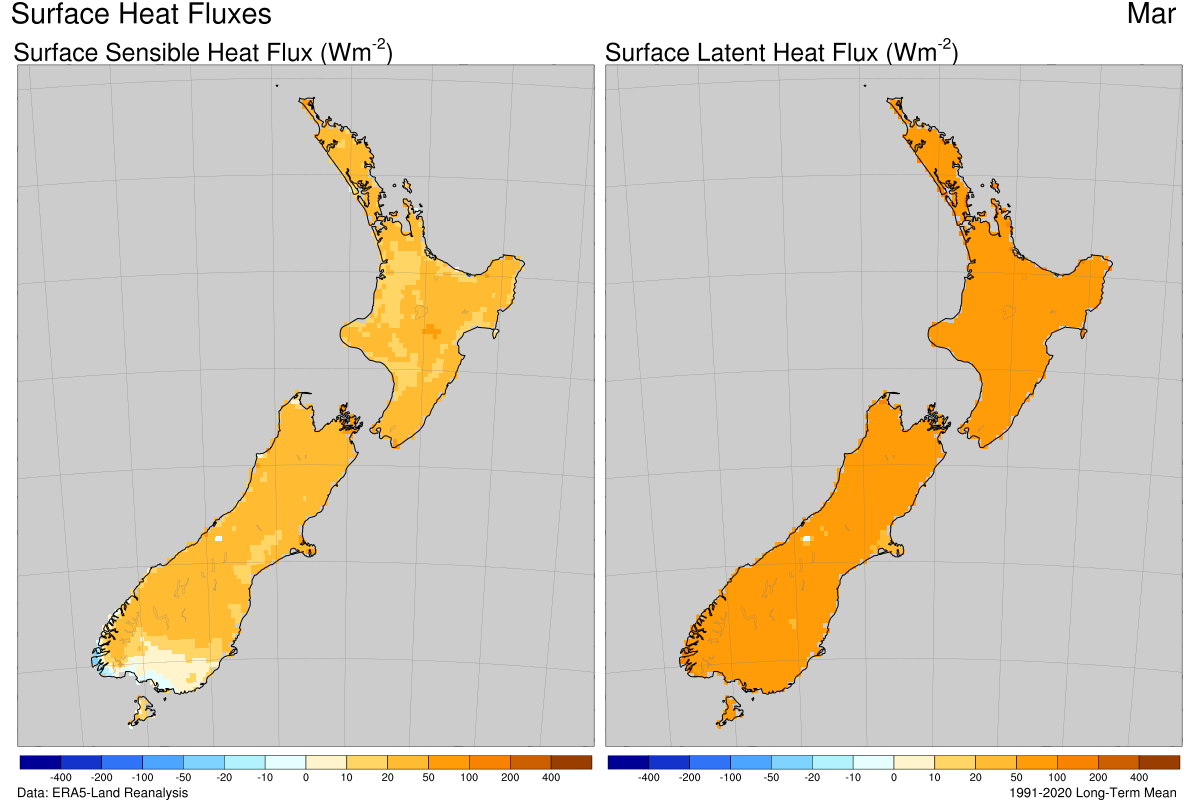 Surface Heat Fluxes Mar
Surface Sensible Heat Flux (Wm-2) Surface Latent Heat Flux (Wm-2)
-400 -200 -100 -50 -20 -10 0 10 20 50 100 200 400 -400 -200 -100 -50 -20 -10 0 10 20 50 100 200 400
Data: ERA5-Land Reanalysis 1991-2020 Long-Term Mean